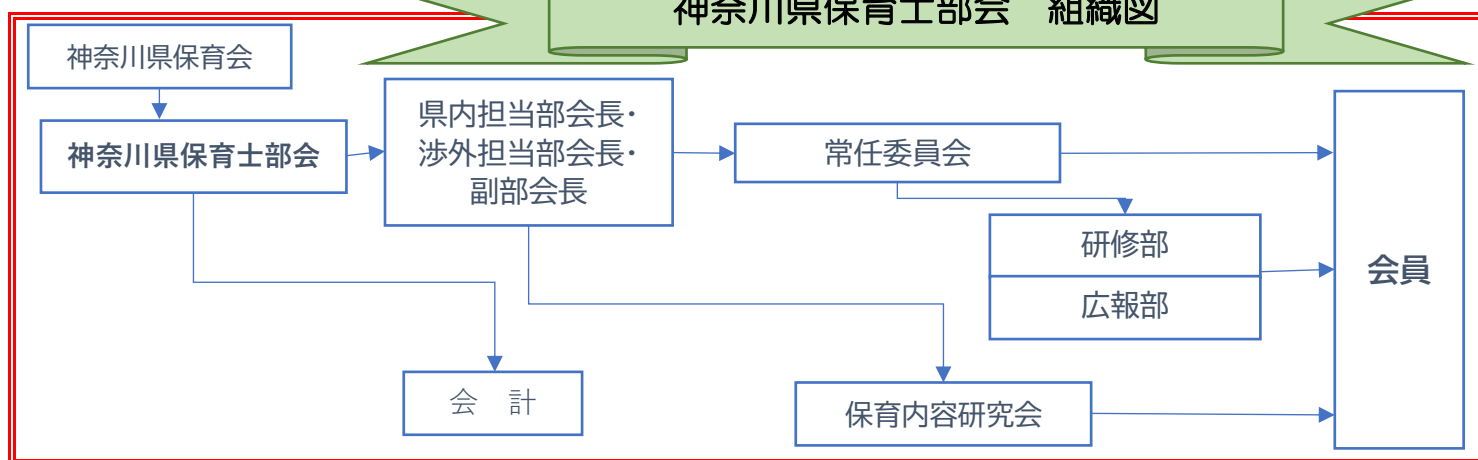 神奈川県保育士部会　組織図
神奈川県保育会
神奈川県保育士部会
県内担当部会長・
渉外担当部会長・
副部会長
常任委員会
研修部
広報部
会員
会　計
保育内容研究会